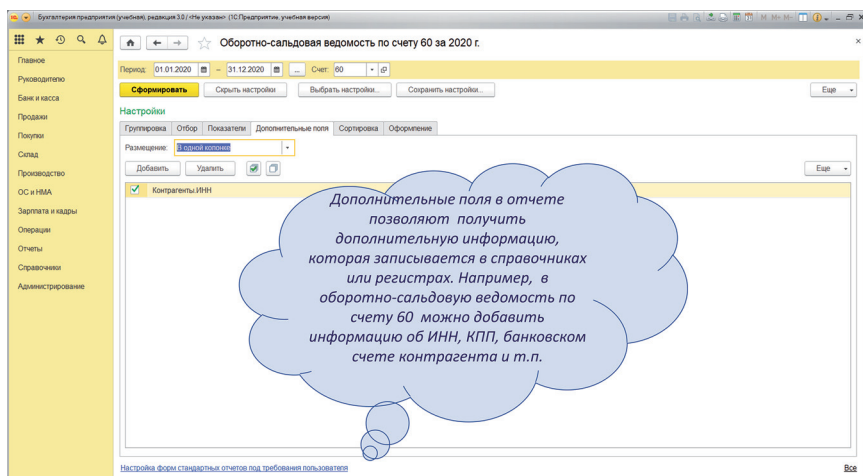 Бухгалтерия предприятия (учебная), редакция 3.0 / <Не указан> (1С:Предприятие, учебная версия)
M M+ M-
Главное
Руководителю
Банк и касса
Продажи
Покупки
Склад
Производство
ОС и НМА
Зарплата и кадры
Операции
Отчеты
Справочники
Администрирование
Оборотно-сальдовая ведомость по счету 60 за 2020 г.
Период: 01.01.2020 – 31.12.2020 ... Счет: 60
Сформировать Скрыть настройки Выбрать настройки... Сохранить настройки... Еще
Настройки
Группировка Отбор Показатели Дополнительные поля Сортировка Оформление
Размещение: В одной колонке
Добавить Удалить Еще
Контрагенты.ИНН
Дополнительные поля в отчете
позволяют получить
дополнительную информацию,
которая записывается в справочниках
или регистрах. Например, в
оборотно-сальдовую ведомость по
счету 60 можно добавить
информацию об ИНН, КПП, банковском
счете контрагента и т.п.
Настройка форм стандартных отчетов под требования пользователя
Все